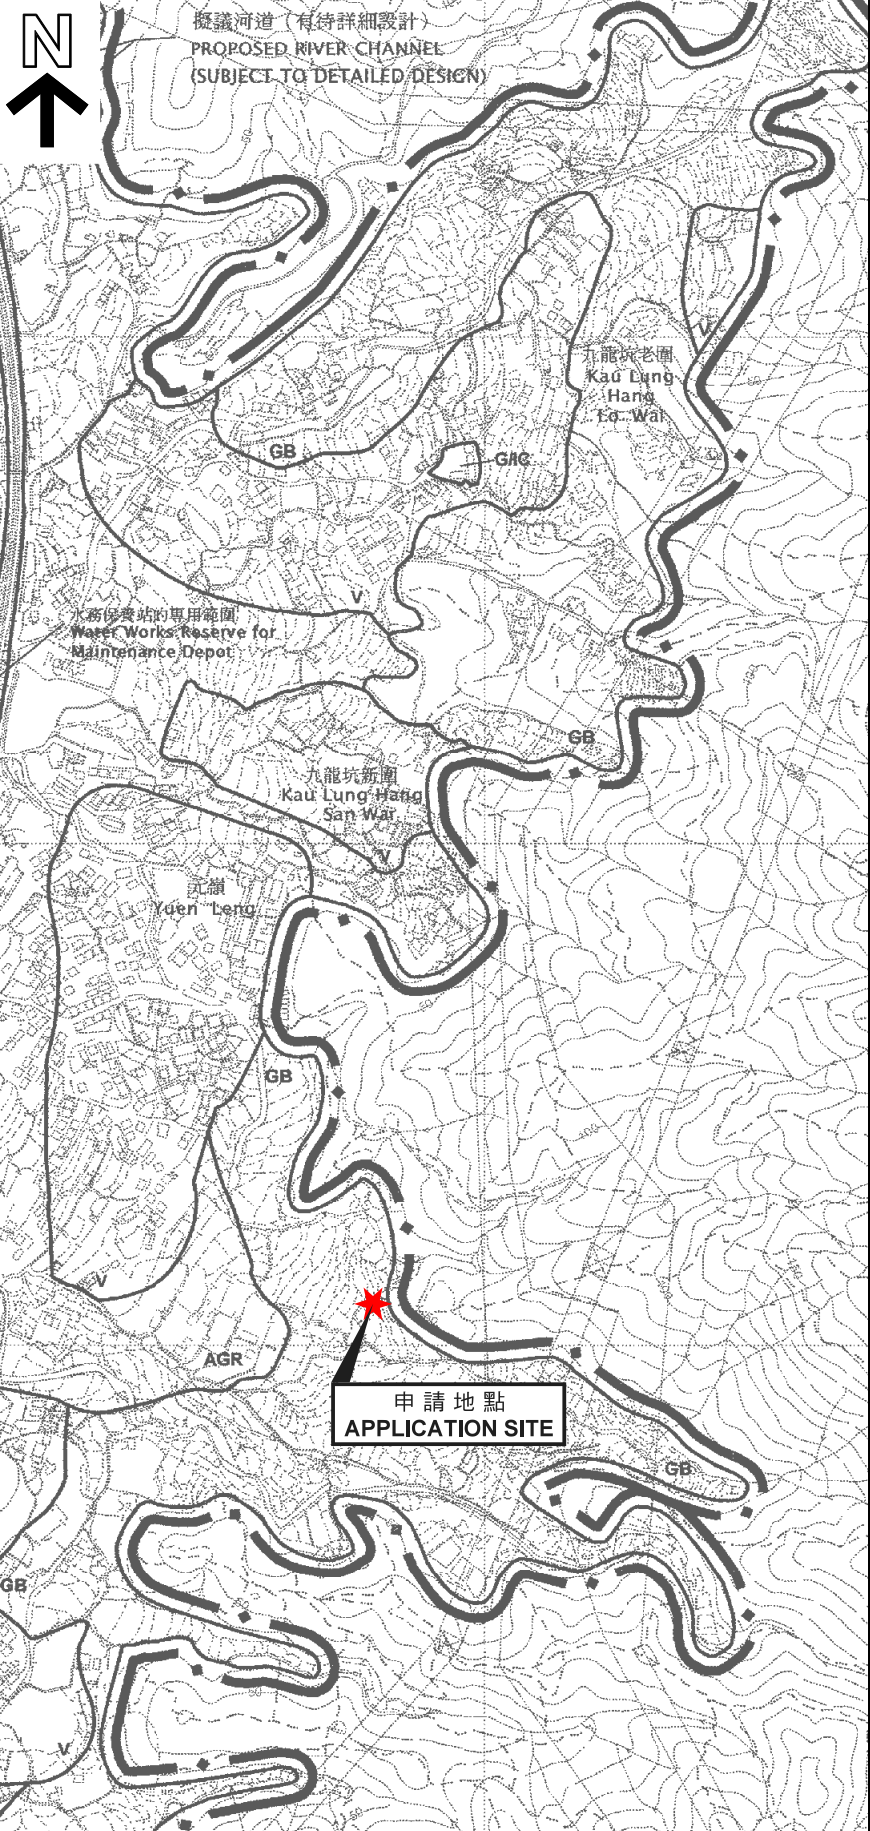 N
擬議河道（有待詳細設計）
PROPOSED RIVER CHANNEL
(SUBJECT TO DETAILED DESIGN)
V
九龍坑老圍
Kau Lung
Hang
Lo Wai
GB
G/IC
V
水務保養站的專用範圍
Water Works Reserve for
Maintenance Depot
GB
九龍坑新圍
Kau Lung Hang
San Wai
V
元嶺
Yuen Leng
GB
V
AGR
申請地點
APPLICATION SITE
GB
GB
V